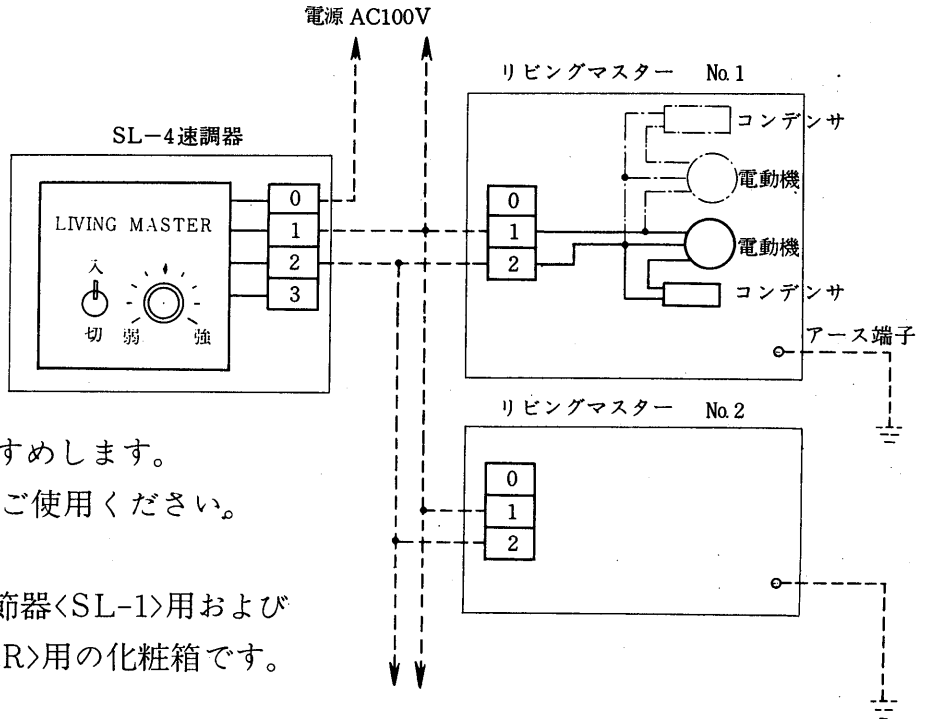 電源 AC100V
リビングマスター No.1
コンデンサ
SL-4速調器
電動機
0
1
2
3
LIVING MASTER
入
切
弱
強
0
1
2
電動機
コンデンサ
アース端子
リビングマスター No.2
0
1
2
すめします。
ご使用ください。
節器<SL-1>用および
R>用の化粧箱です。